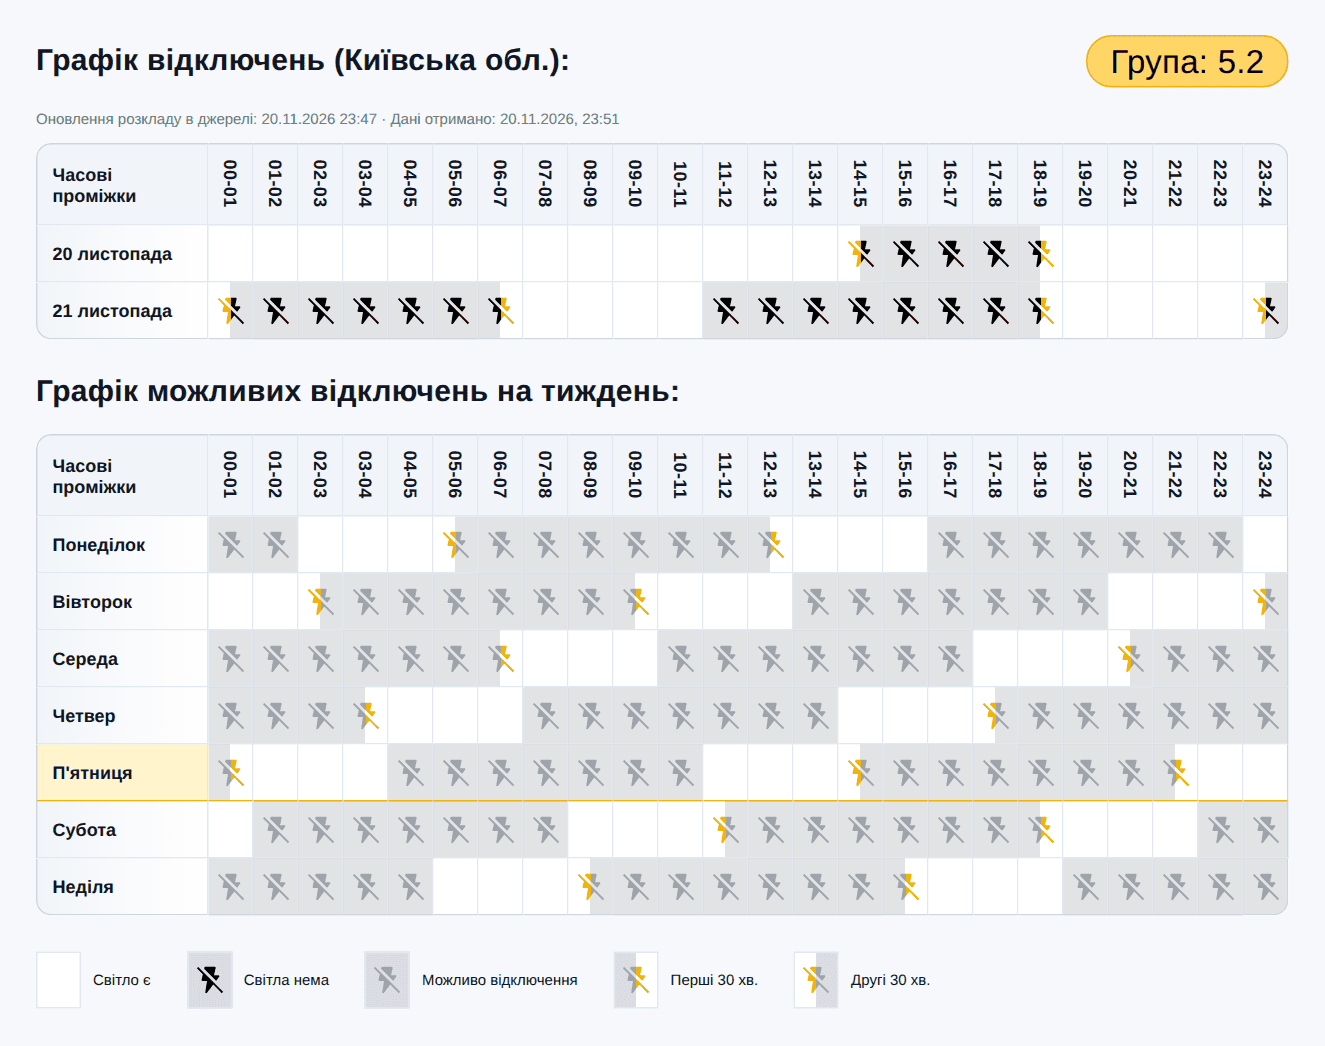 Графік відключень (Київська обл.):
Група: 5.2
Оновлення розкладу в джерелі: 20.11.2026 23:47 · Дані отримано: 20.11.2026, 23:51
Часові проміжки 00-01 01-02 02-03 03-04 04-05 05-06 06-07 07-08 08-09 09-10 10-11 11-12 12-13 13-14 14-15 15-16 16-17 17-18 18-19 19-20 20-21 21-22 22-23 23-24
20 листопада
21 листопада
Графік можливих відключень на тиждень:
Часові проміжки 00-01 01-02 02-03 03-04 04-05 05-06 06-07 07-08 08-09 09-10 10-11 11-12 12-13 13-14 14-15 15-16 16-17 17-18 18-19 19-20 20-21 21-22 22-23 23-24
Понеділок
Вівторок
Середа
Четвер
П'ятниця
Субота
Неділя
Світло є Світла нема Можливо відключення Перші 30 хв. Другі 30 хв.